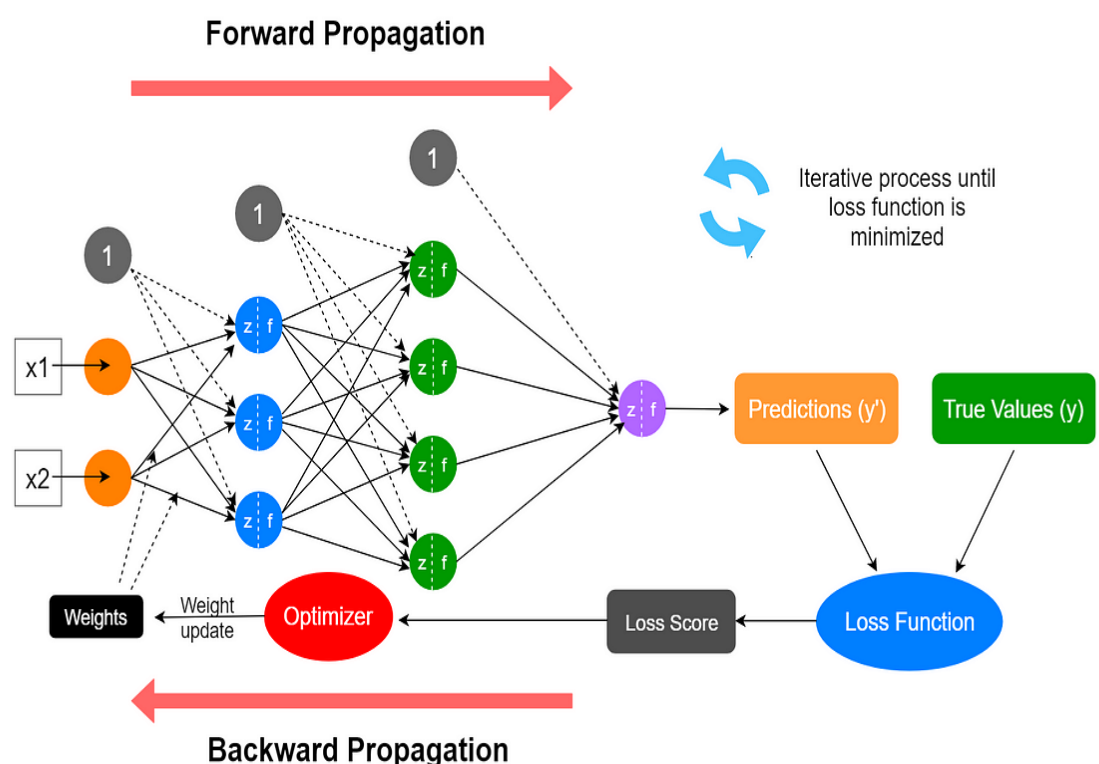 Forward Propagation
1
1
1
Iterative process until
loss function is
minimized
z f
z f
x1
z f
z f
z f
Predictions (y')
True Values (y)
x2
z f
z f
z f
Weights
Weight
update
Optimizer
Loss Score
Loss Function
Backward Propagation